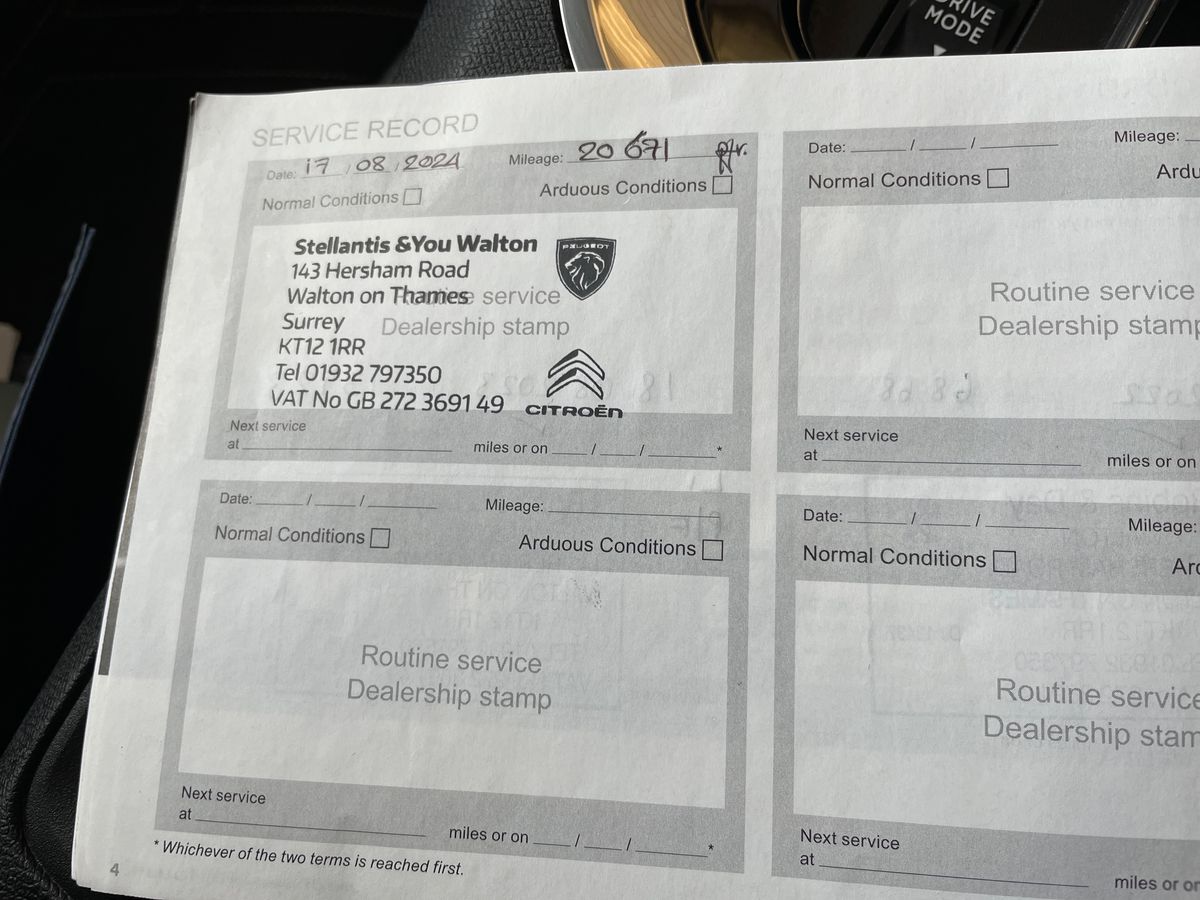 DRIVE
MODE
SERVICE RECORD
Date: 17 / 08 / 2024 Mileage: 20 671
Normal Conditions Arduous Conditions
Stellantis &You Walton
PEUGEOT
143 Hersham Road
Walton on Thames
Routine service
Surrey
Dealership stamp
KT12 1RR
Tel 01932 797350
VAT No GB 272 3691 49
CITROËN
Next service
at miles or on / / *
Date: / / Mileage:
Normal Conditions Arduous Conditions
Routine service
Dealership stamp
Next service
at miles or on / / *
* Whichever of the two terms is reached first.
4
Date: / / Mileage:
Normal Conditions Ardu
Routine service
Dealership stamp
Next service
at miles or on
Date: / / Mileage:
Normal Conditions Ard
Routine service
Dealership stam
Next service
at miles or on